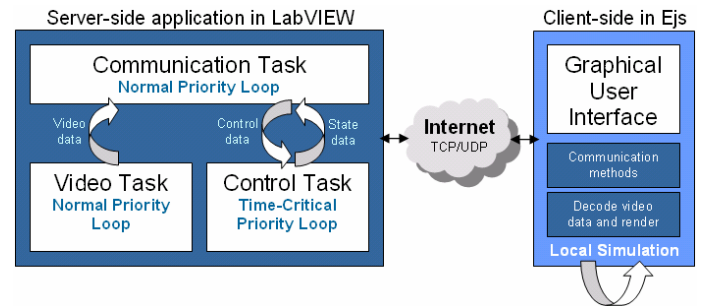 Server-side application in LabVIEW
Communication Task
Normal Priority Loop
Video
data
Control
data
State
data
Video Task
Normal Priority
Loop
Control Task
Time-Critical
Priority Loop
Internet
TCP/UDP
Client-side in Ejs
Graphical
User
Interface
Communication
methods
Decode video
data and render
Local Simulation